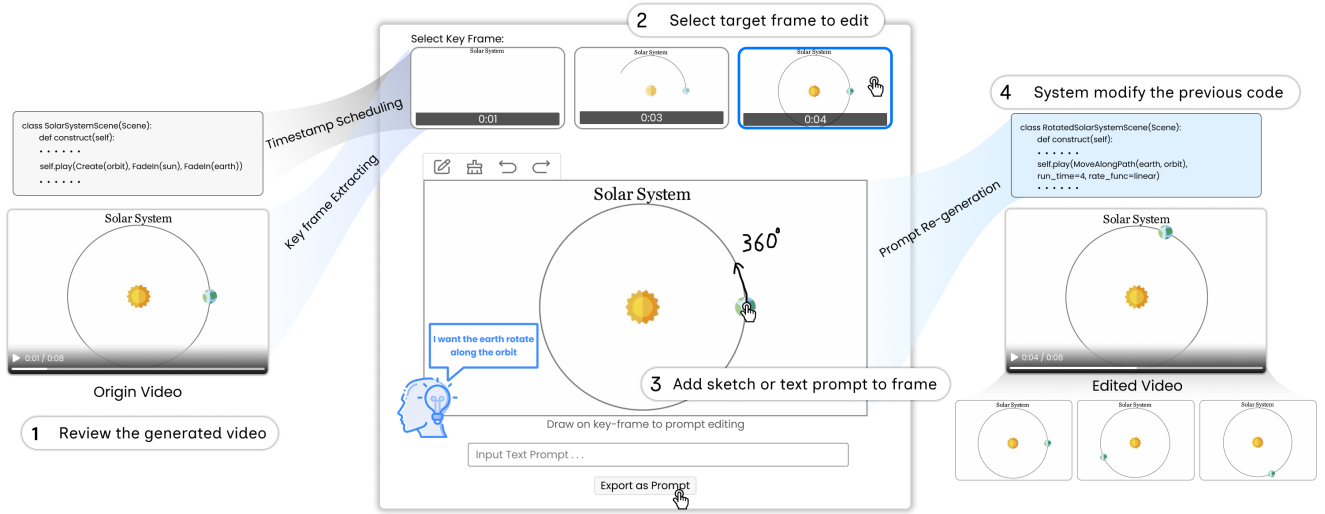 class SolarSystemScene(Scene):
def construct(self):
. . . . . .
self.play(Create(orbit), FadeIn(sun), FadeIn(earth))
. . . . . .
Solar System
0:01 / 0:08
Origin Video
1 Review the generated video
Timestamp Scheduling
Key frame Extracting
2 Select target frame to edit
Select Key Frame:
Solar System
0:01
Solar System
0:03
Solar System
0:04
Solar System
360°
I want the earth rotate
along the orbit
3 Add sketch or text prompt to frame
Draw on key-frame to prompt editing
Input Text Prompt . . .
Export as Prompt
Prompt Re-generation
4 System modify the previous code
class RotatedSolarSystemScene(Scene):
def construct(self):
. . . . . .
self.play(MoveAlongPath(earth, orbit),
run_time=4, rate_func=linear)
. . . . . .
Solar System
0:04 / 0:08
Edited Video
Solar System
Solar System
Solar System